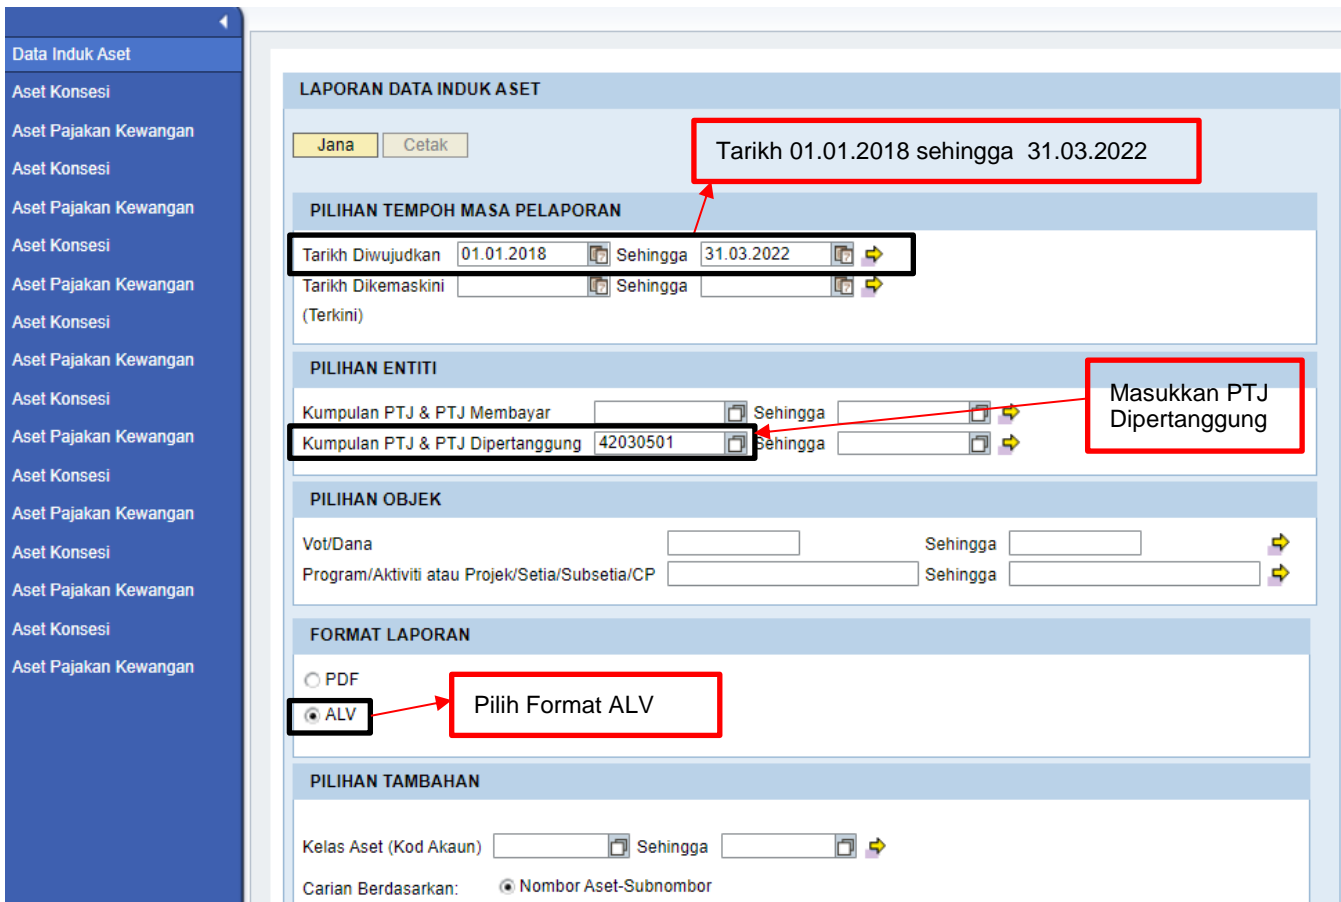 Data Induk Aset
Aset Konsesi
Aset Pajakan Kewangan
Aset Konsesi
Aset Pajakan Kewangan
Aset Konsesi
Aset Pajakan Kewangan
Aset Konsesi
Aset Pajakan Kewangan
Aset Konsesi
Aset Pajakan Kewangan
Aset Konsesi
Aset Pajakan Kewangan
Aset Konsesi
Aset Pajakan Kewangan
Aset Konsesi
Aset Pajakan Kewangan
LAPORAN DATA INDUK ASET
Jana Cetak
Tarikh 01.01.2018 sehingga 31.03.2022
PILIHAN TEMPOH MASA PELAPORAN
Tarikh Diwujudkan 01.01.2018 Sehingga 31.03.2022
Tarikh Dikemaskini Sehingga
(Terkini)
PILIHAN ENTITI
Masukkan PTJ
Dipertanggung
Kumpulan PTJ & PTJ Membayar Sehingga
Kumpulan PTJ & PTJ Dipertanggung 42030501 Sehingga
PILIHAN OBJEK
Vot/Dana Sehingga
Program/Aktiviti atau Projek/Setia/Subsetia/CP Sehingga
FORMAT LAPORAN
PDF
ALV
Pilih Format ALV
PILIHAN TAMBAHAN
Kelas Aset (Kod Akaun) Sehingga
Carian Berdasarkan: Nombor Aset-Subnombor